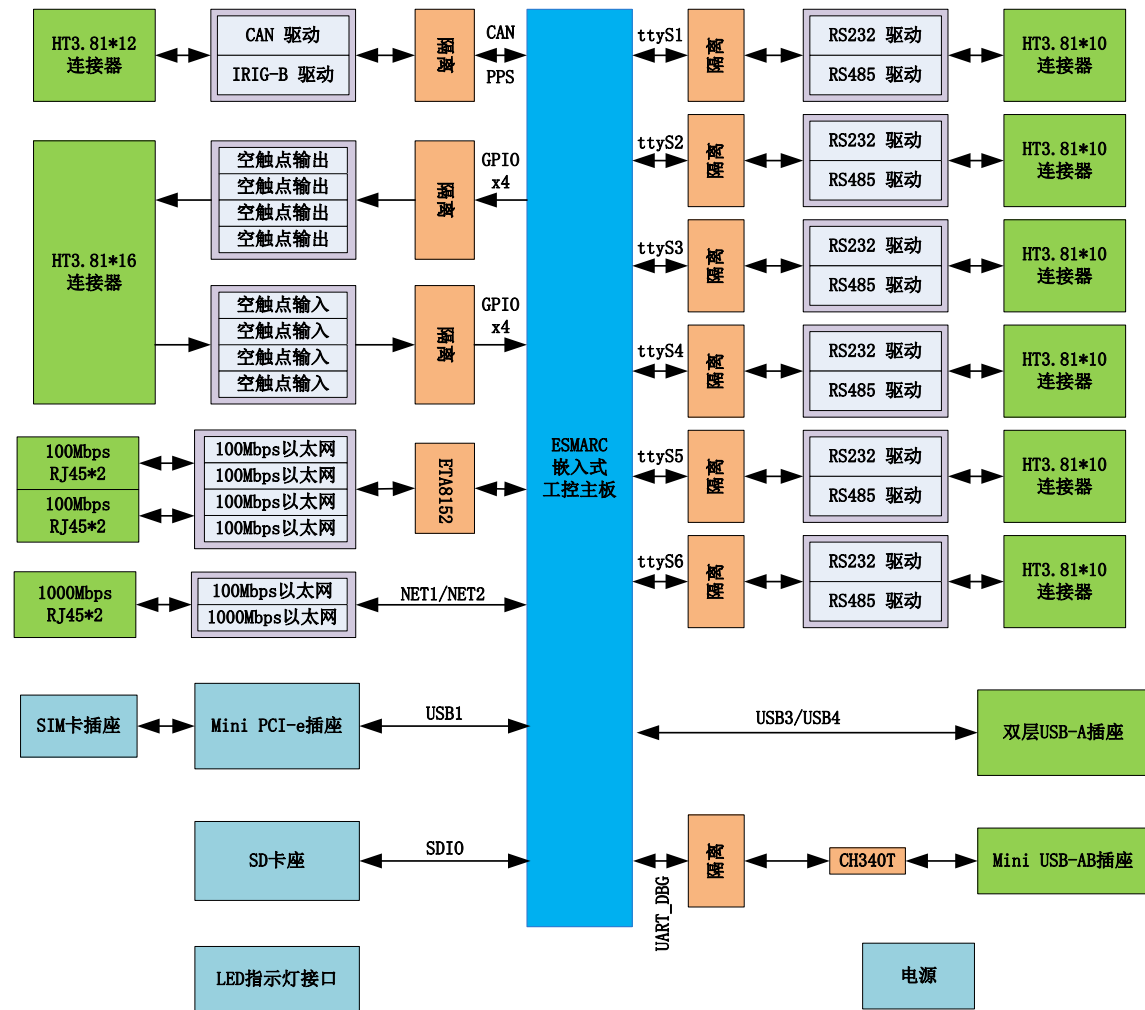 HT3.81*12
连接器
CAN 驱动
IRIG-B 驱动
隔离
CAN
PPS
HT3.81*16
连接器
空触点输出
空触点输出
空触点输出
空触点输出
隔离
GPIO
x4
空触点输入
空触点输入
空触点输入
空触点输入
隔离
GPIO
x4
100Mbps
RJ45*2
100Mbps
RJ45*2
100Mbps以太网
100Mbps以太网
100Mbps以太网
100Mbps以太网
ETA8152
1000Mbps
RJ45*2
100Mbps以太网
1000Mbps以太网
NET1/NET2
SIM卡插座
Mini PCI-e插座
USB1
SD卡座
SDIO
LED指示灯接口
ESMARC
嵌入式
工控主板
ttyS1
隔离
RS232 驱动
RS485 驱动
HT3.81*10
连接器
ttyS2
隔离
RS232 驱动
RS485 驱动
HT3.81*10
连接器
ttyS3
隔离
RS232 驱动
RS485 驱动
HT3.81*10
连接器
ttyS4
隔离
RS232 驱动
RS485 驱动
HT3.81*10
连接器
ttyS5
隔离
RS232 驱动
RS485 驱动
HT3.81*10
连接器
ttyS6
隔离
RS232 驱动
RS485 驱动
HT3.81*10
连接器
USB3/USB4
双层USB-A插座
UART_DBG
隔离
CH340T
Mini USB-AB插座
电源